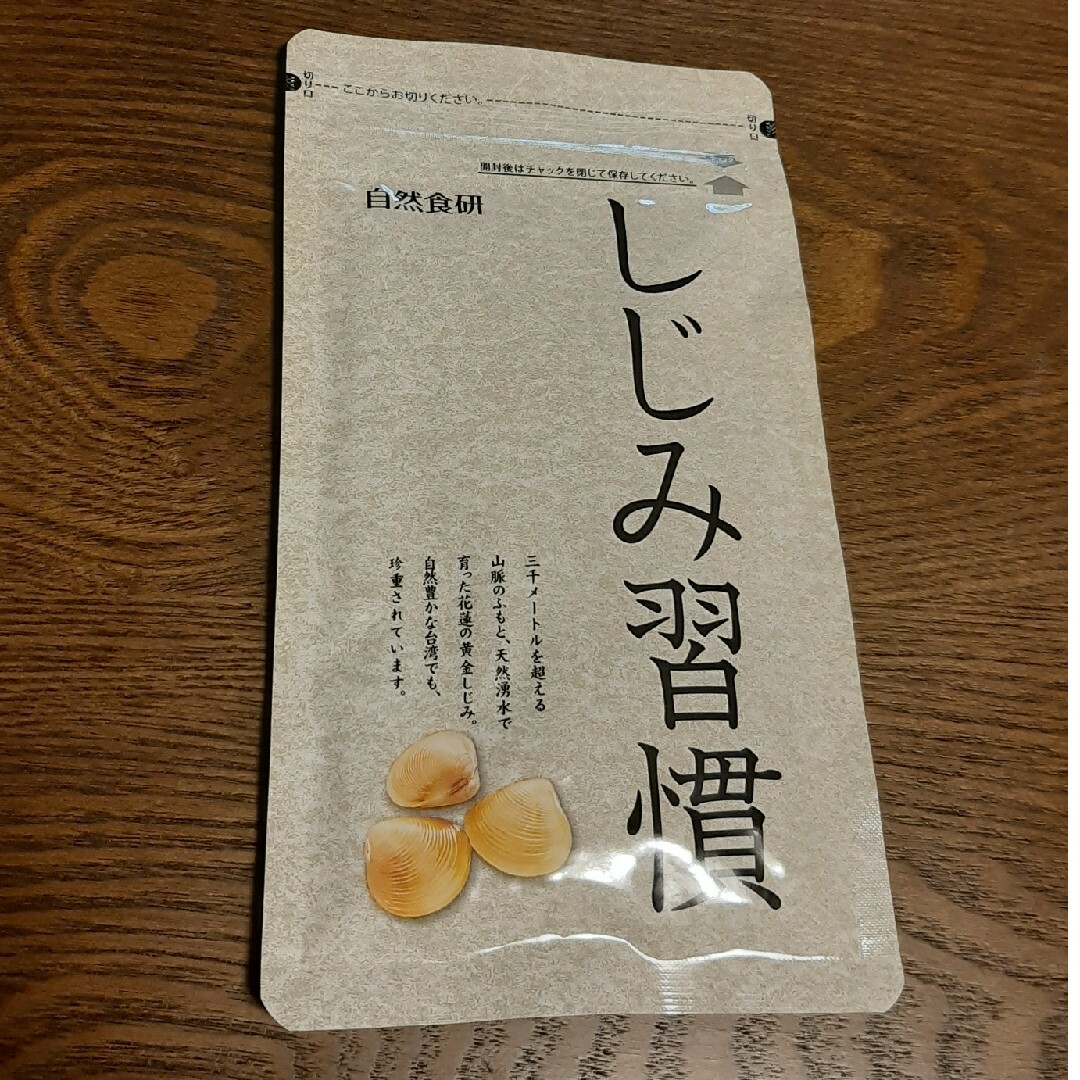 切り口
ここからお切りください。
切り口
開封後はチャックを閉じて保存してください。
自然食研
しじみ習慣
三千メートルを超える
山脈のふもと、天然湧水で
育った花蓮の黄金しじみ。
自然豊かな台湾でも、
珍重されています。